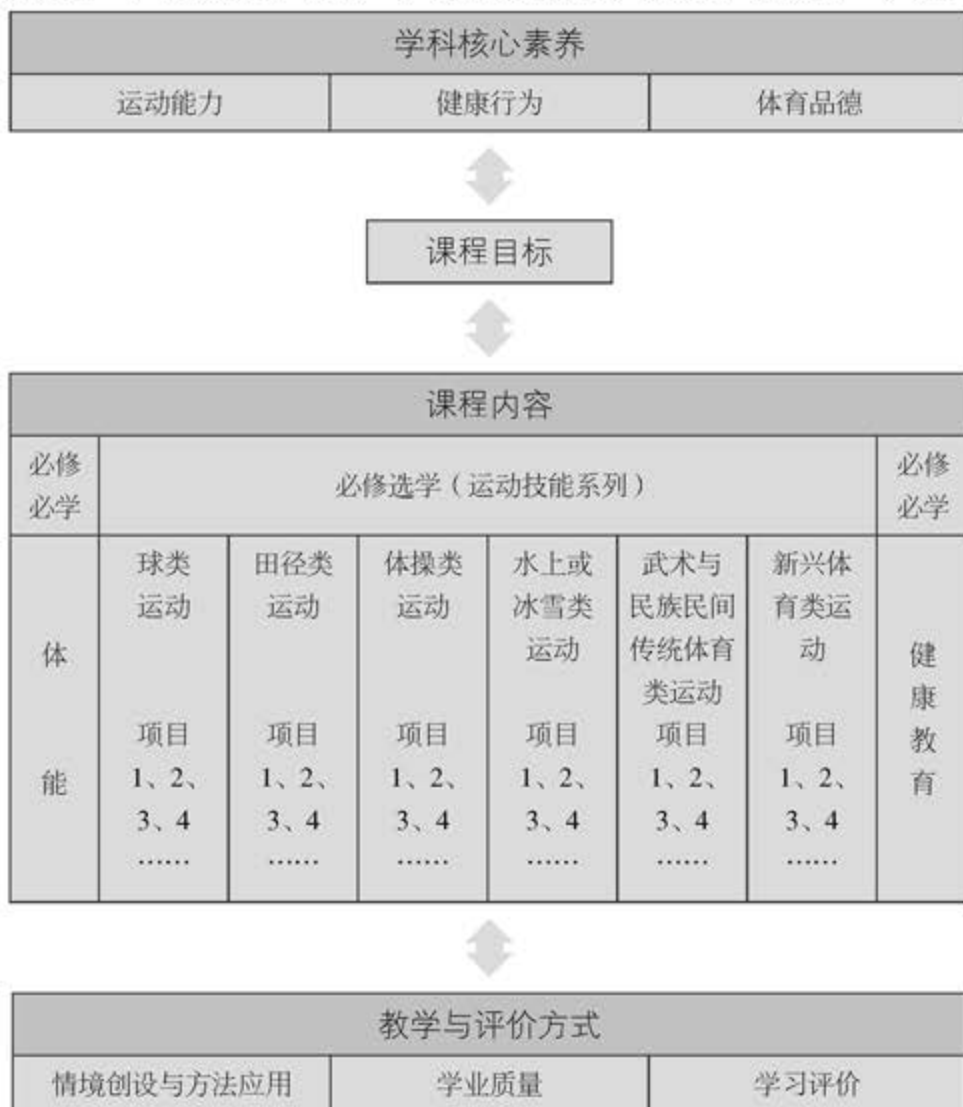 学科核心素养
运动能力 健康行为 体育品德
课程目标
课程内容
必修
必学
必修选学（运动技能系列）
必修
必学
体
能
球类
运动
项目
1、2、
3、4
……
田径类
运动
项目
1、2、
3、4
……
体操类
运动
项目
1、2、
3、4
……
水上或
冰雪类
运动
项目
1、2、
3、4
……
武术与
民族民间
传统体育
类运动
项目
1、2、
3、4
……
新兴体
育类运
动
项目
1、2、
3、4
……
健
康
教
育
教学与评价方式
情境创设与方法应用 学业质量 学习评价